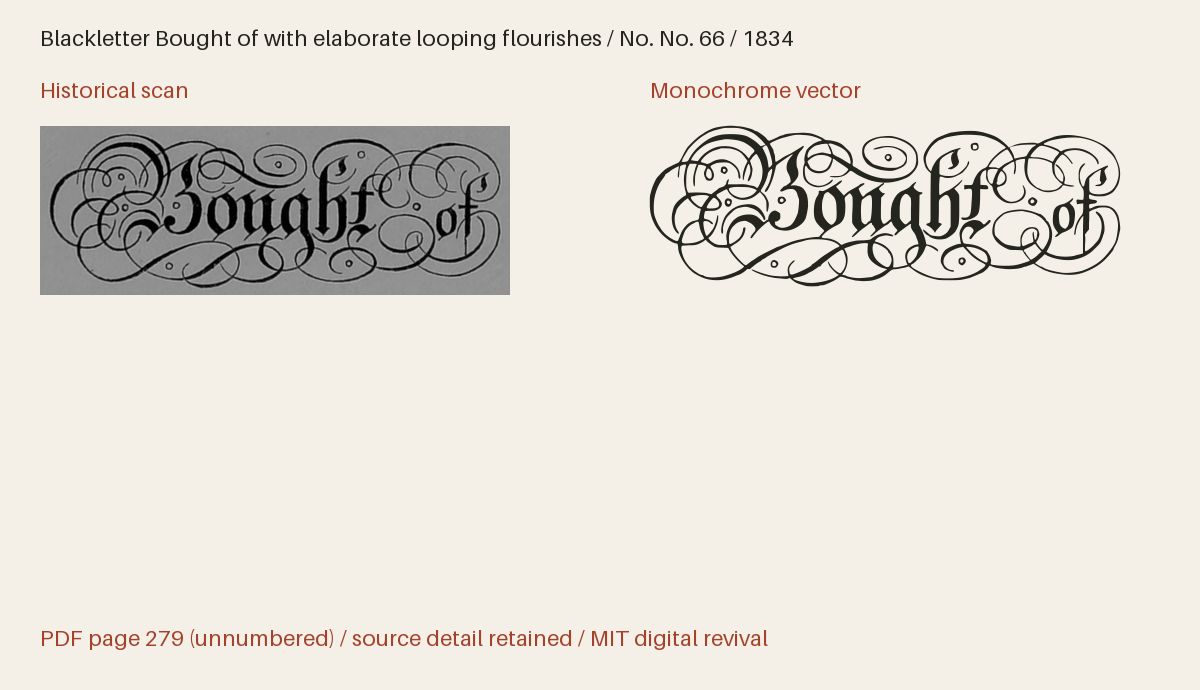 Blackletter Bought of with elaborate looping flourishes / No. No. 66 / 1834
Historical scan
Monochrome vector
Bought of
Bought of
PDF page 279 (unnumbered) / source detail retained / MIT digital revival